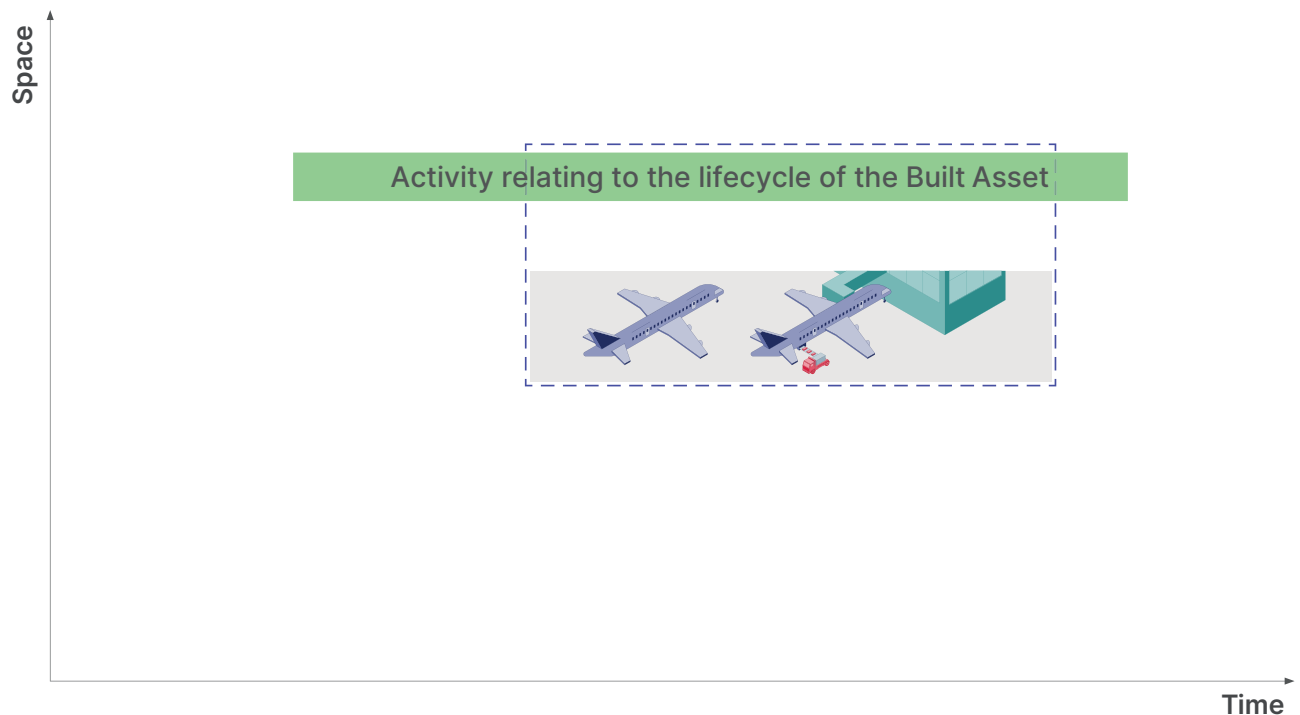 Space
Activity relating to the lifecycle of the Built Asset
Time